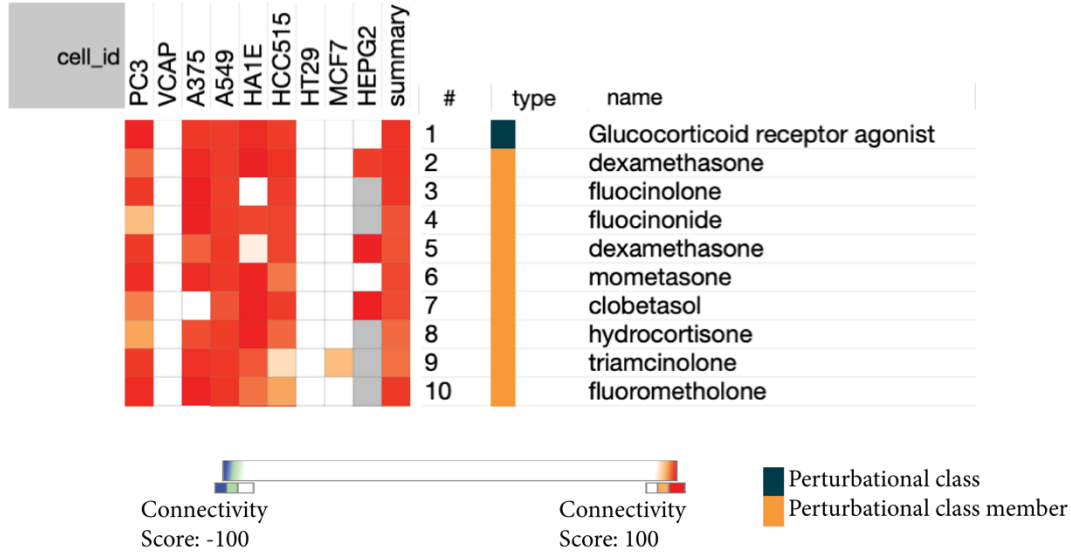 cell_id PC3 VCAP A375 A549 HA1E HCC515 HT29 MCF7 HEPG2 summary # type name
1 Glucocorticoid receptor agonist
2 dexamethasone
3 fluocinolone
4 fluocinonide
5 dexamethasone
6 mometasone
7 clobetasol
8 hydrocortisone
9 triamcinolone
10 fluorometholone
Connectivity
Score: -100
Connectivity
Score: 100
Perturbational class
Perturbational class member